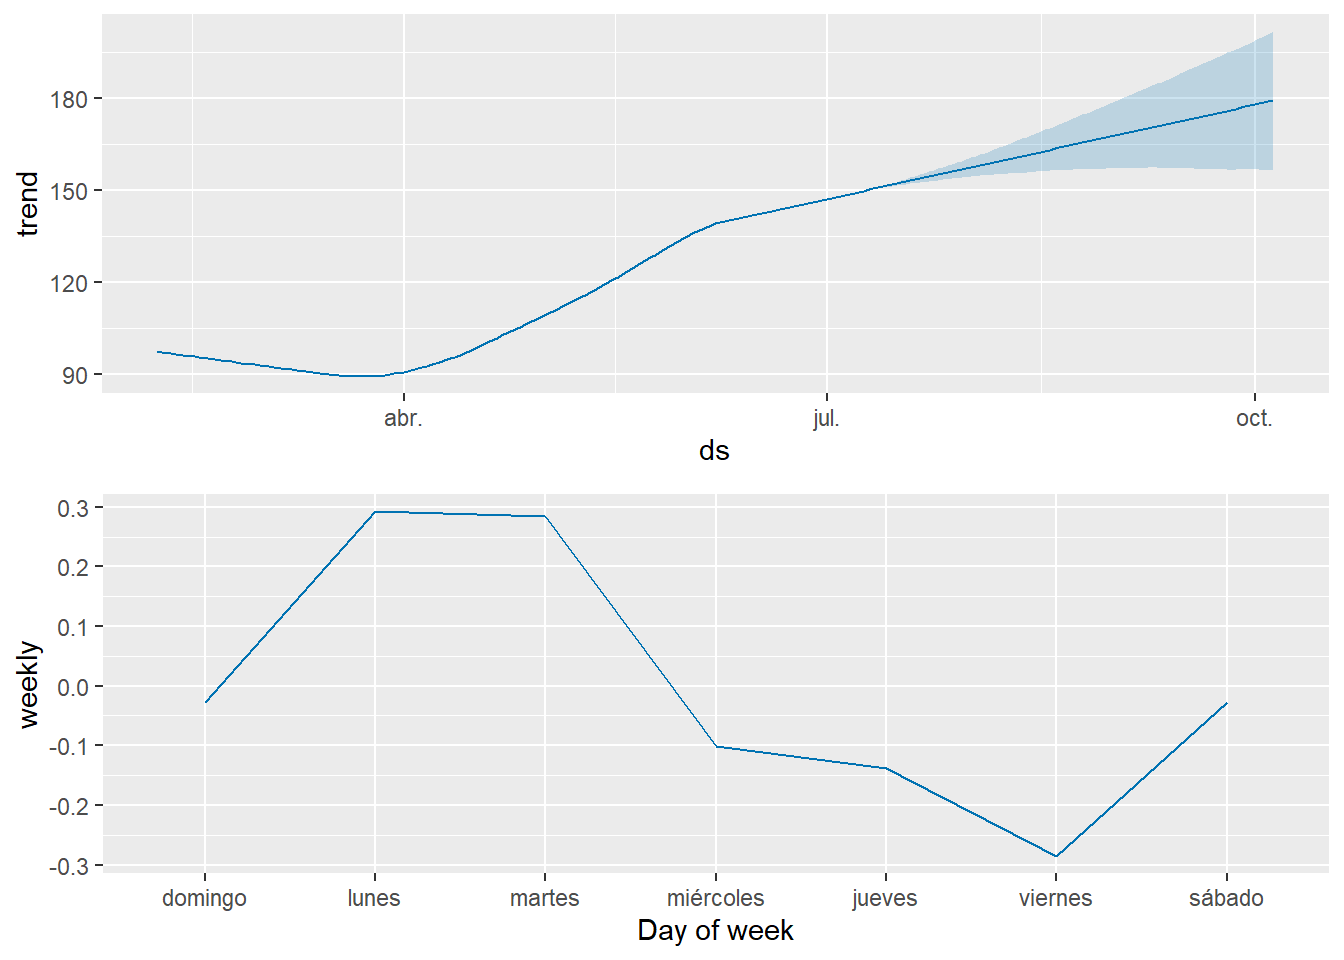 trend
180
150
120
90
abr.
jul.
oct.
ds
weekly
0.3
0.2
0.1
0.0
-0.1
-0.2
-0.3
domingo
lunes
martes
miércoles
jueves
viernes
sábado
Day of week